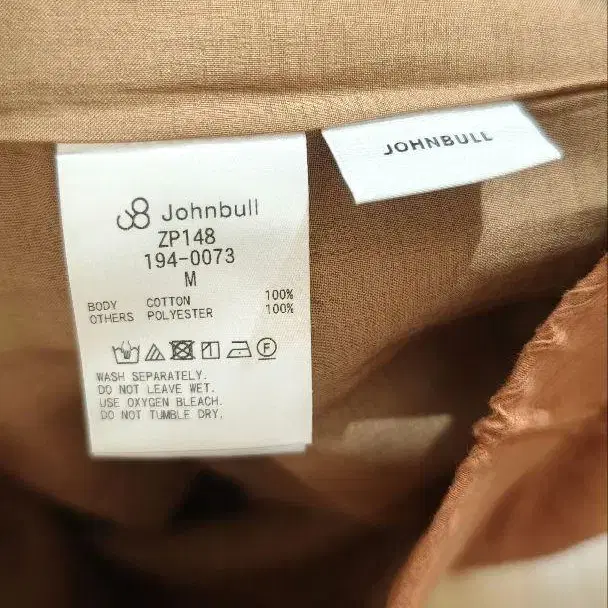 JOHNBULL
Johnbull
ZP148
194-0073
M
BODY COTTON 100%
OTHERS POLYESTER 100%
WASH SEPARATELY.
DO NOT LEAVE WET.
USE OXYGEN BLEACH.
DO NOT TUMBLE DRY.